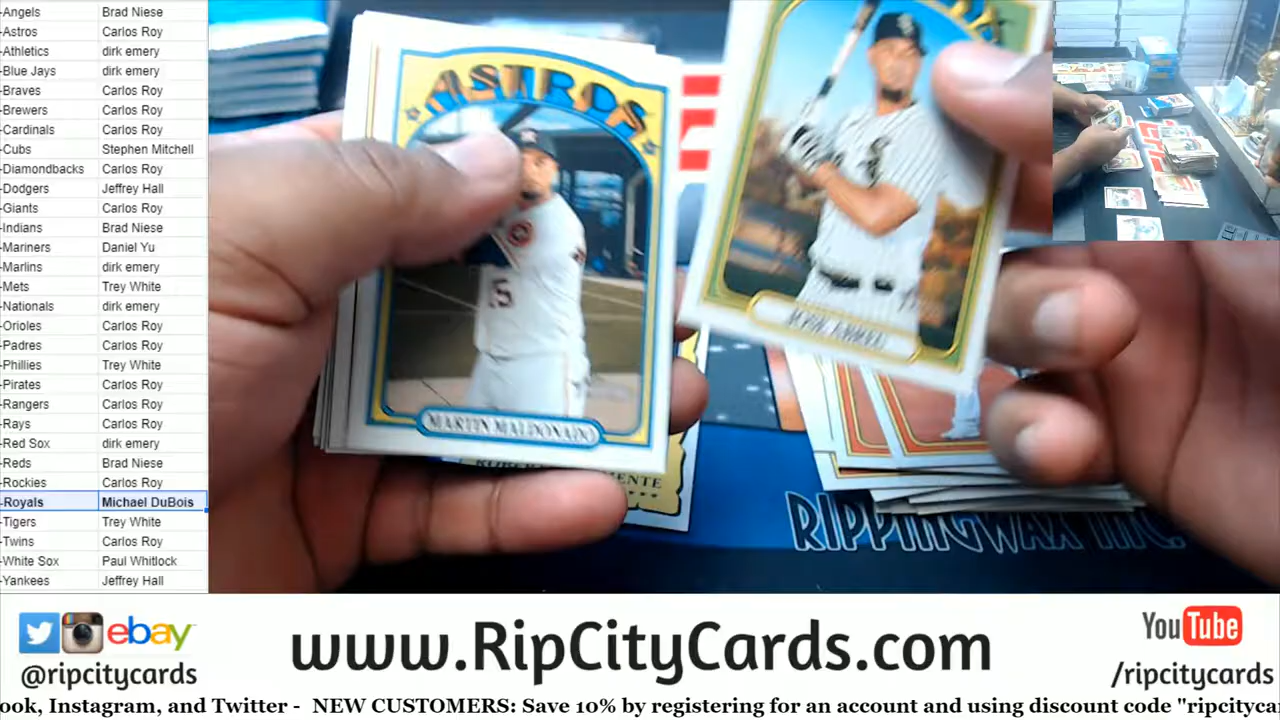 -Angels Brad Niese
-Astros Carlos Roy
-Athletics dirk emery
-Blue Jays dirk emery
-Braves Carlos Roy
-Brewers Carlos Roy
-Cardinals Carlos Roy
-Cubs Stephen Mitchell
-Diamondbacks Carlos Roy
-Dodgers Jeffrey Hall
-Giants Carlos Roy
-Indians Brad Niese
-Mariners Daniel Yu
-Marlins dirk emery
-Mets Trey White
-Nationals dirk emery
-Orioles Carlos Roy
-Padres Carlos Roy
-Phillies Trey White
-Pirates Carlos Roy
-Rangers Carlos Roy
-Rays Carlos Roy
-Red Sox dirk emery
-Reds Brad Niese
-Rockies Carlos Roy
-Royals Michael DuBois
-Tigers Trey White
-Twins Carlos Roy
-White Sox Paul Whitlock
-Yankees Jeffrey Hall
ASTROS
15
MARTIN MALDONADO
RIPPINGWAX INC.
ebay
@ripcitycards
www.RipCityCards.com
YouTube
/ripcitycards
ook, Instagram, and Twitter - NEW CUSTOMERS: Save 10% by registering for an account and using discount code "ripcityca